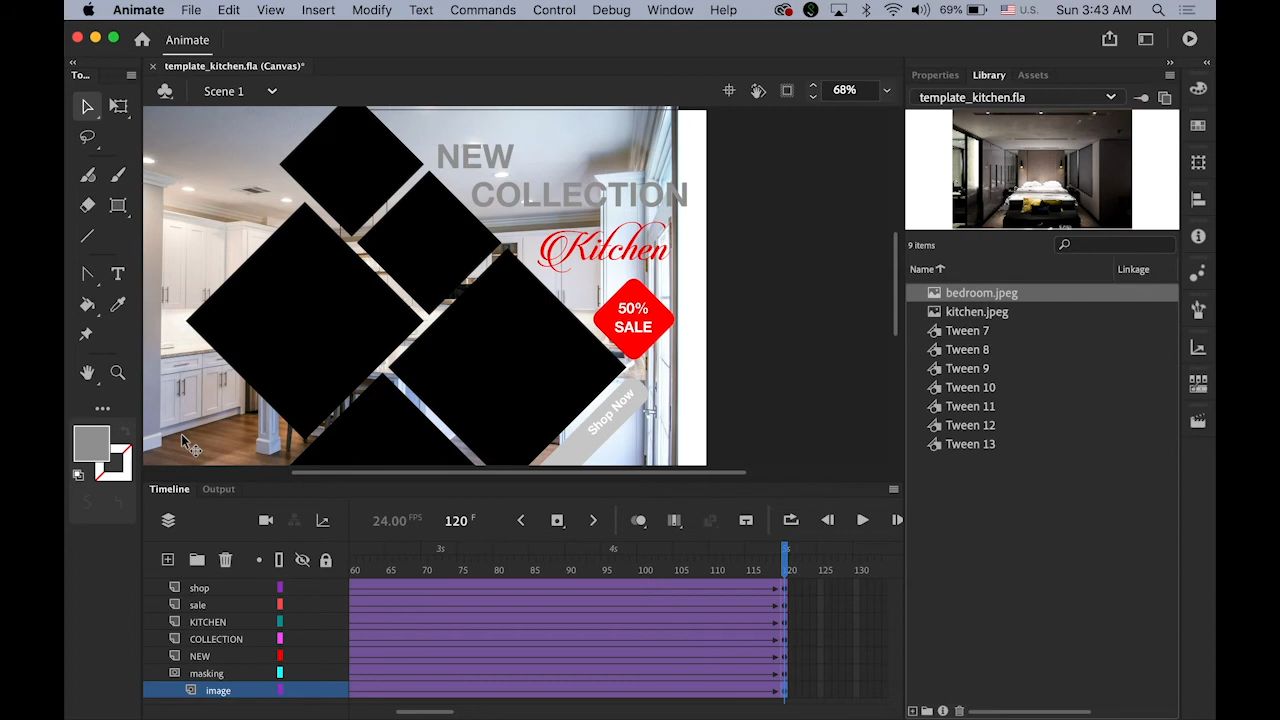 Animate File Edit View Insert Modify Text Commands Control Debug Window Help 69% U.S. Sun 3:43 AM
Animate
To... template_kitchen.fla (Canvas)* Properties Library Assets
Scene 1 68% template_kitchen.fla
NEW
COLLECTION
Kitchen
50%
SALE
Shop Now
9 items
Name Linkage
bedroom.jpeg
kitchen.jpeg
Tween 7
Tween 8
Tween 9
Tween 10
Tween 11
Tween 12
Tween 13
Timeline Output
24.00 FPS 120 F
3s 4s 5s
60 65 70 75 80 85 90 95 100 105 110 115 120 125 130
shop
sale
KITCHEN
COLLECTION
NEW
masking
image